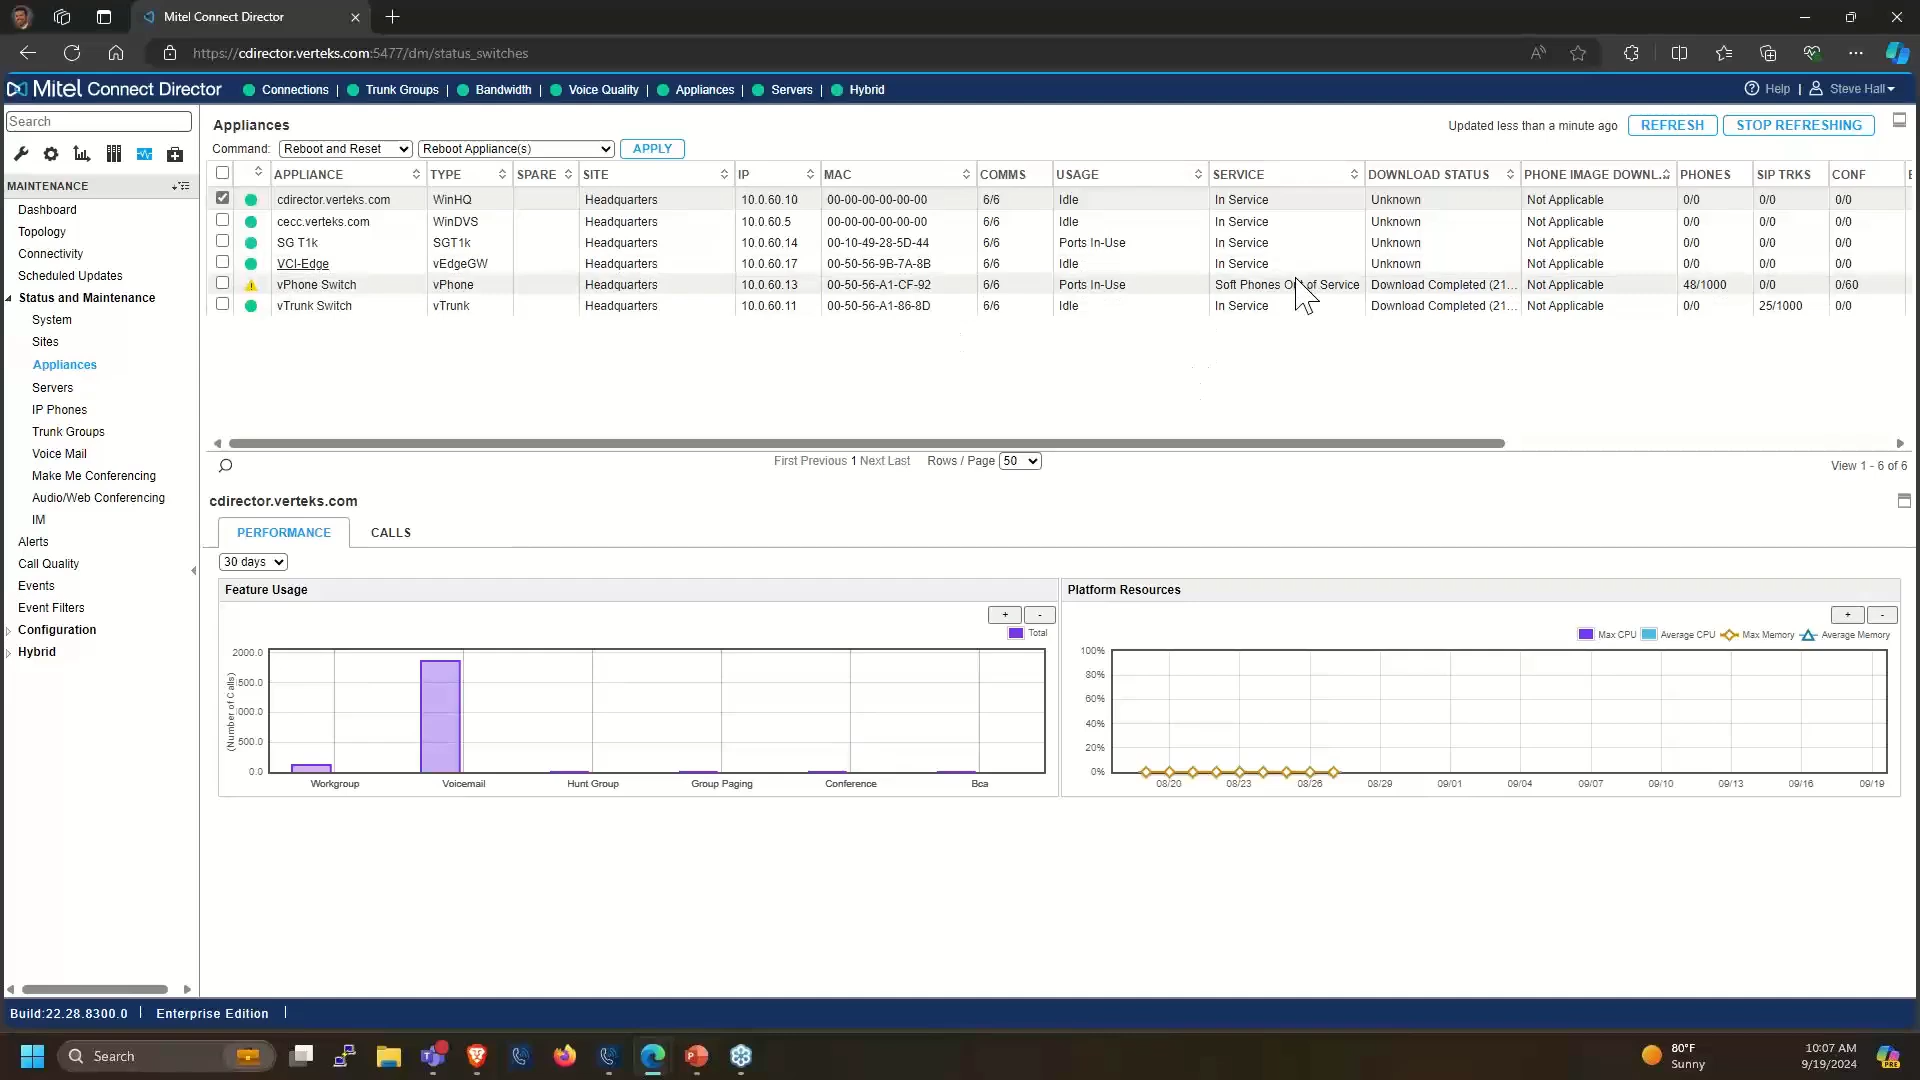 Mitel Connect Director
https://cdirector.verteks.com:5477/dm/status_switches
Mitel Connect Director
Connections | Trunk Groups | Bandwidth | Voice Quality | Appliances | Servers | Hybrid
Help | Steve Hall
Search
Appliances
Updated less than a minute ago REFRESH STOP REFRESHING
Command: Reboot and Reset Reboot Appliance(s) APPLY
APPLIANCE TYPE SPARE SITE IP MAC COMMS USAGE SERVICE DOWNLOAD STATUS PHONE IMAGE DOWNL... PHONES SIP TRKS CONF
cdirector.verteks.com WinHQ Headquarters 10.0.60.10 00-00-00-00-00-00 6/6 Idle In Service Unknown Not Applicable 0/0 0/0 0/0
cecc.verteks.com WinDVS Headquarters 10.0.60.5 00-00-00-00-00-00 6/6 Idle In Service Unknown Not Applicable 0/0 0/0 0/0
SG T1k SGT1k Headquarters 10.0.60.14 00-10-49-28-5D-44 6/6 Ports In-Use In Service Unknown Not Applicable 0/0 0/0 0/0
VCI-Edge vEdgeGW Headquarters 10.0.60.17 00-50-56-9B-7A-8B 6/6 Idle In Service Unknown Not Applicable 0/0 0/0 0/0
vPhone Switch vPhone Headquarters 10.0.60.13 00-50-56-A1-CF-92 6/6 Ports In-Use Soft Phones of Service Download Completed (21... Not Applicable 48/1000 0/0 0/60
vTrunk Switch vTrunk Headquarters 10.0.60.11 00-50-56-A1-86-8D 6/6 Idle In Service Download Completed (21... Not Applicable 0/0 25/1000 0/0
First Previous 1 Next Last Rows / Page 50
View 1 - 6 of 6
MAINTENANCE
Dashboard
Topology
Connectivity
Scheduled Updates
Status and Maintenance
System
Sites
Appliances
Servers
IP Phones
Trunk Groups
Voice Mail
Make Me Conferencing
Audio/Web Conferencing
IM
Alerts
Call Quality
Events
Event Filters
Configuration
Hybrid
cdirector.verteks.com
PERFORMANCE CALLS
30 days
Feature Usage
+ -
Total
(Number of Calls)
2000.0
500.0
000.0
500.0
0.0
Workgroup Voicemail Hunt Group Group Paging Conference Bca
Platform Resources
+ -
Max CPU Average CPU Max Memory Average Memory
100%
80%
60%
40%
20%
0%
08/20 08/23 08/26 08/29 09/01 09/04 09/07 09/10 09/13 09/16 09/19
Build:22.28.8300.0 | Enterprise Edition |
Search
80°F
Sunny
10:07 AM
9/19/2024